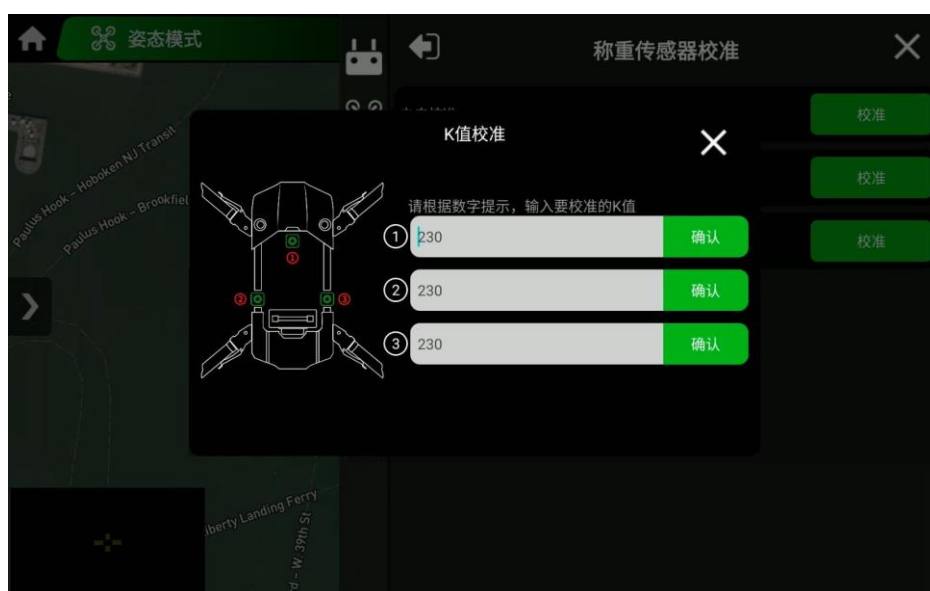 姿态模式
称重传感器校准
校准
校准
校准
K值校准
请根据数字提示，输入要校准的K值
① 230 确认
② 230 确认
③ 230 确认
①
② ③
Paulus Hook - Hoboken NJ Transit
Paulus Hook - Brookfiel
iberty Landing Ferry
d - W. 39th St